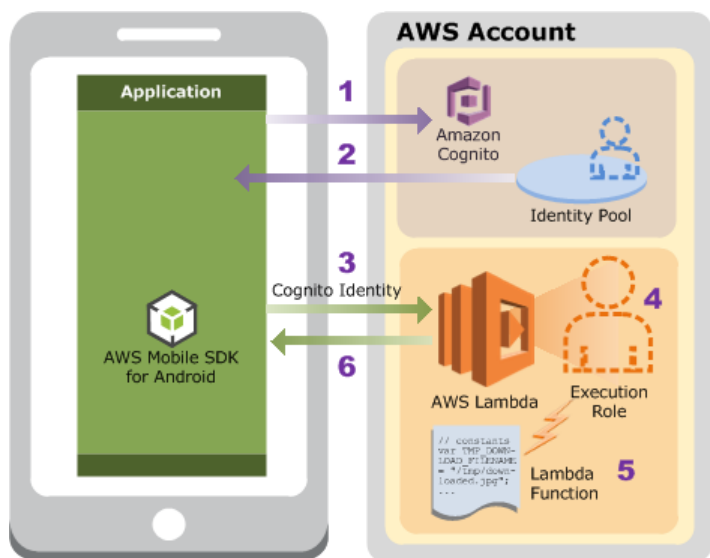 AWS Account
Application
1
Amazon
Cognito
2
Identity Pool
3
Cognito Identity
4
AWS Mobile SDK
for Android
6
AWS Lambda
Execution
Role
// constants
var TMP_DOWN-
LOAD_FILENAME
= "/Tmp/down-
loaded.jpg";
...
Lambda
Function
5